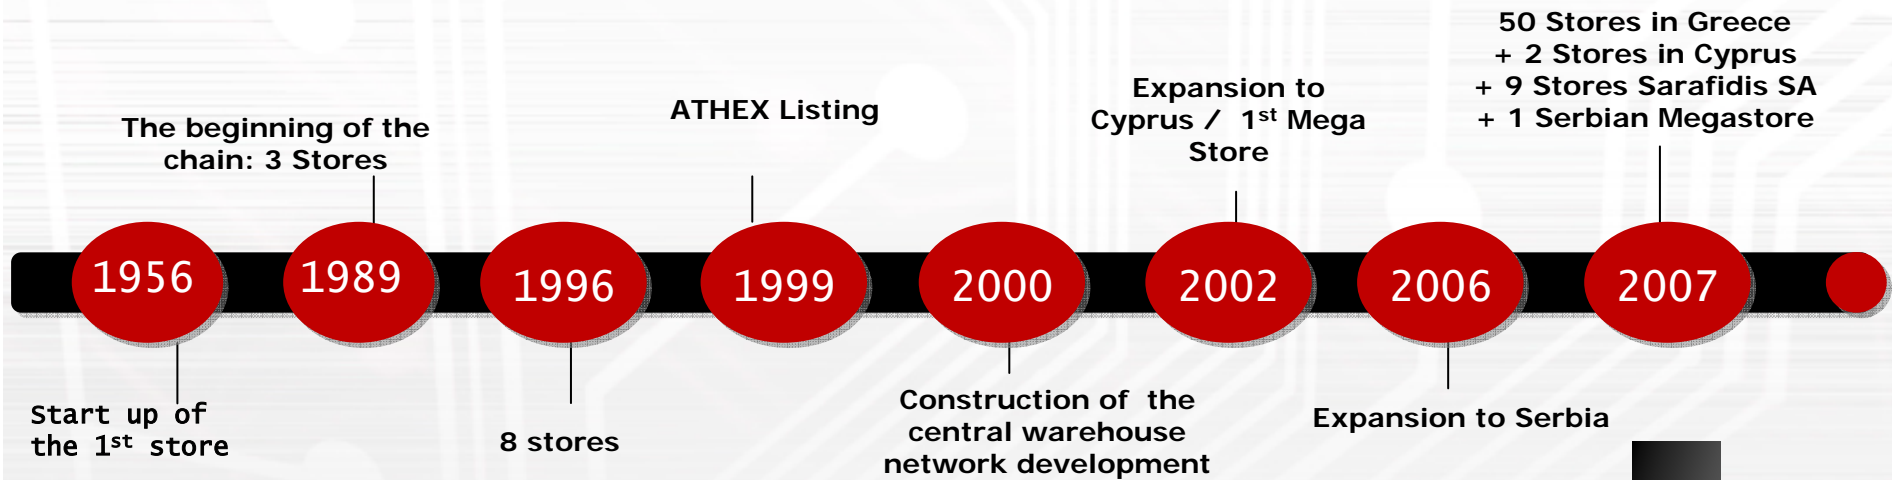 50 Stores in Greece
+ 2 Stores in Cyprus
+ 9 Stores Sarafidis SA
+ 1 Serbian Megastore
Expansion to
Cyprus / 1st Mega
Store
ATHEX Listing
The beginning of the
chain: 3 Stores
1956
1989
1996
1999
2000
2002
2006
2007
Start up of
the 1st store
8 stores
Construction of the
central warehouse
network development
Expansion to Serbia